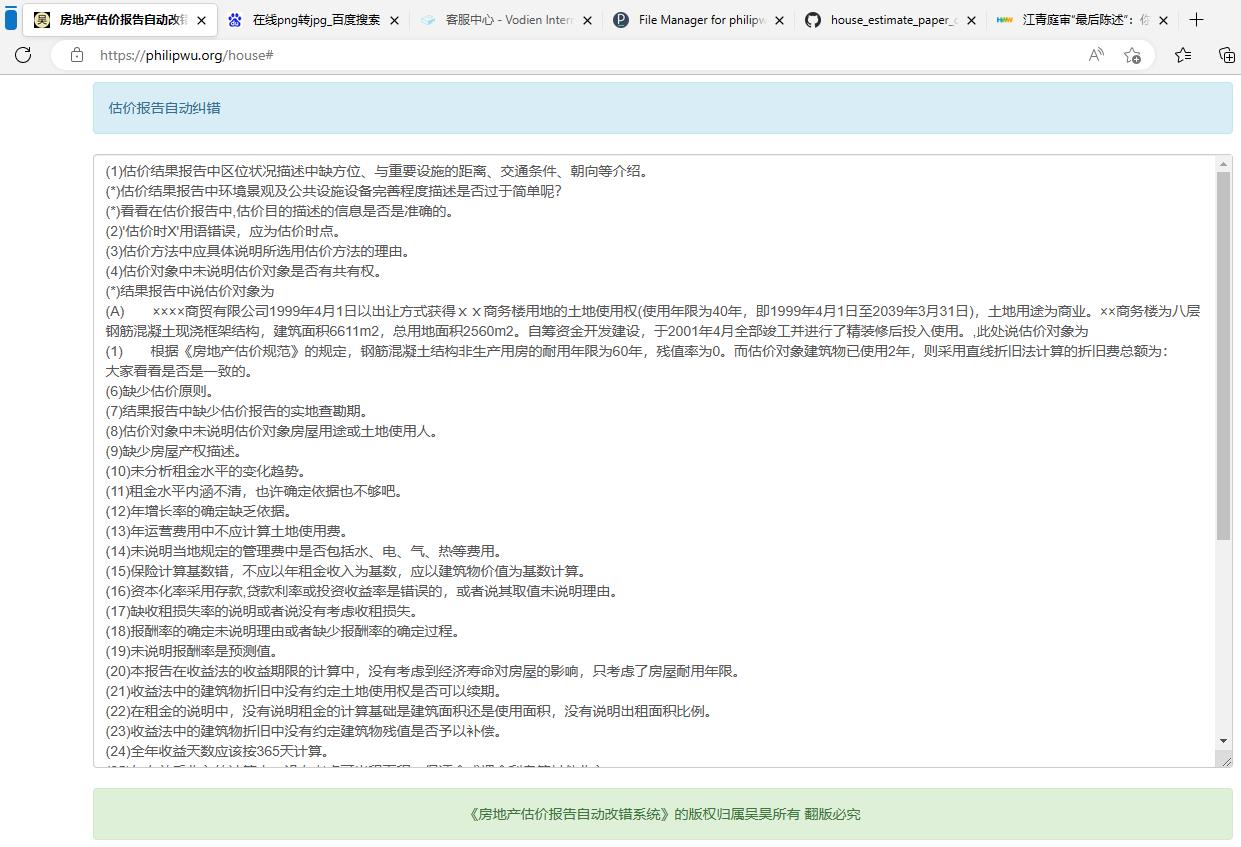 房地产估价报告自动改错
在线png转jpg_百度搜索
客服中心 - Vodien Intern
File Manager for philipw
house_estimate_paper_c
江青庭审“最后陈述”：你
https://philipwu.org/house#
估价报告自动纠错
(1)估价结果报告中区位状况描述中缺方位、与重要设施的距离、交通条件、朝向等介绍。
(*)估价结果报告中环境景观及公共设施设备完善程度描述是否过于简单呢?
(*)看看在估价报告中,估价目的描述的信息是否是准确的。
(2)'估价时X'用语错误，应为估价时点。
(3)估价方法中应具体说明所选用估价方法的理由。
(4)估价对象中未说明估价对象是否有共有权。
(*)结果报告中说估价对象为
(A) ××××商贸有限公司1999年4月1日以出让方式获得ｘｘ商务楼用地的土地使用权(使用年限为40年，即1999年4月1日至2039年3月31日)，土地用途为商业。××商务楼为八层
钢筋混凝土现浇框架结构，建筑面积6611m2，总用地面积2560m2。自筹资金开发建设，于2001年4月全部竣工并进行了精装修后投入使用。,此处说估价对象为
(1) 根据《房地产估价规范》的规定，钢筋混凝土结构非生产用房的耐用年限为60年，残值率为0。而估价对象建筑物已使用2年，则采用直线折旧法计算的折旧费总额为：
大家看看是否是一致的。
(6)缺少估价原则。
(7)结果报告中缺少估价报告的实地查勘期。
(8)估价对象中未说明估价对象房屋用途或土地使用人。
(9)缺少房屋产权描述。
(10)未分析租金水平的变化趋势。
(11)租金水平内涵不清，也许确定依据也不够吧。
(12)年增长率的确定缺乏依据。
(13)年运营费用中不应计算土地使用费。
(14)未说明当地规定的管理费中是否包括水、电、气、热等费用。
(15)保险计算基数错，不应以年租金收入为基数，应以建筑物价值为基数计算。
(16)资本化率采用存款,贷款利率或投资收益率是错误的，或者说其取值未说明理由。
(17)缺收租损失率的说明或者说没有考虑收租损失。
(18)报酬率的确定未说明理由或者缺少报酬率的确定过程。
(19)未说明报酬率是预测值。
(20)本报告在收益法的收益期限的计算中，没有考虑到经济寿命对房屋的影响，只考虑了房屋耐用年限。
(21)收益法中的建筑物折旧中没有约定土地使用权是否可以续期。
(22)在租金的说明中，没有说明租金的计算基础是建筑面积还是使用面积，没有说明出租面积比例。
(23)收益法中的建筑物折旧中没有约定建筑物残值是否予以补偿。
(24)全年收益天数应该按365天计算。
《房地产估价报告自动改错系统》的版权归属吴昊所有 翻版必究